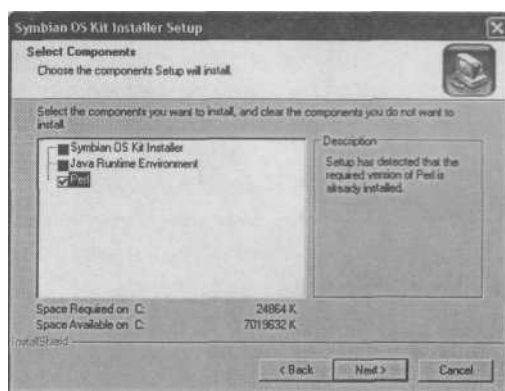 Symbian OS Kit Installer Setup
Select Components
Choose the components Setup will install.
Select the components you want to install, and clear the components you do not want to
install.
Symbian OS Kit Installer
Java Runtime Environment
Perl
Description
Setup has detected that the
required version of Perl is
already installed.
Space Required on C: 24864 K
Space Available on C: 7019632 K
InstallShield
< Back
Next >
Cancel